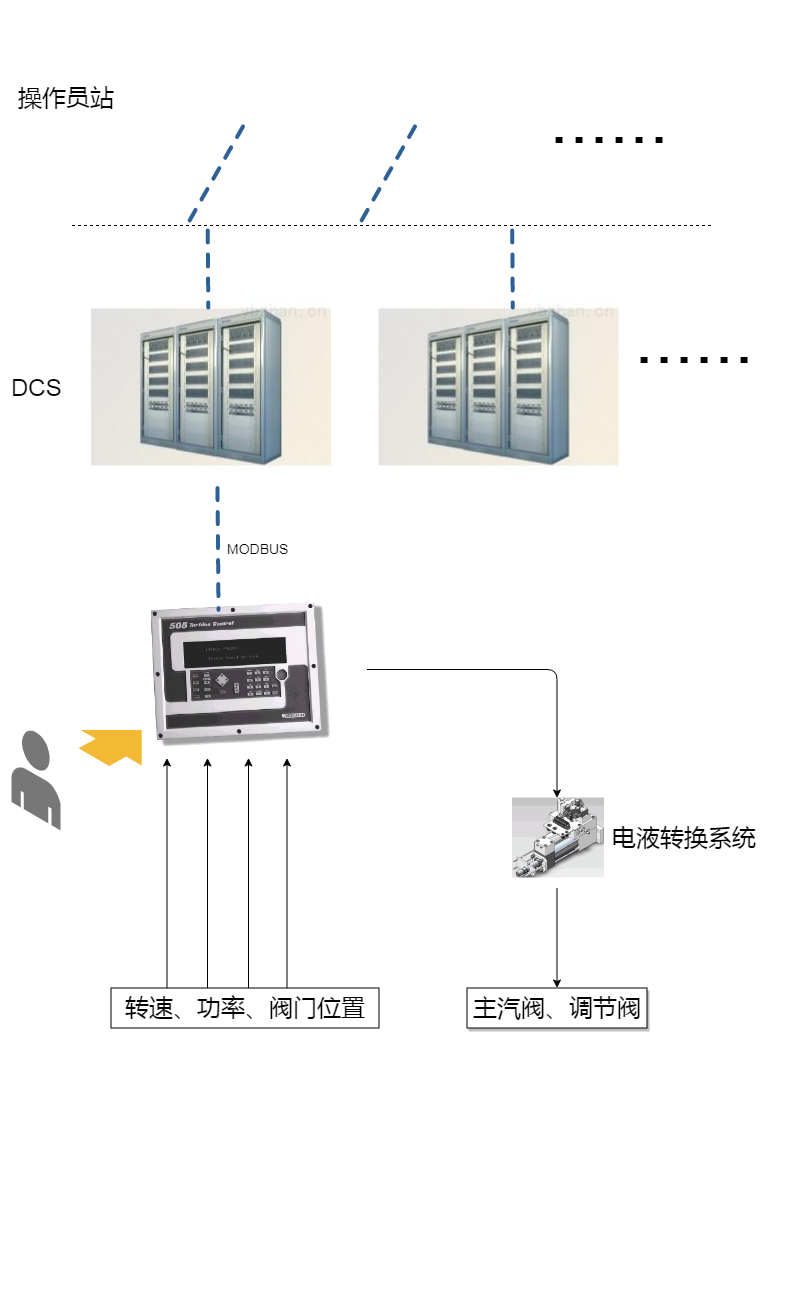 操作员站
DCS
MODBUS
505 Turbine Control
电液转换系统
转速、功率、阀门位置
主汽阀、调节阀